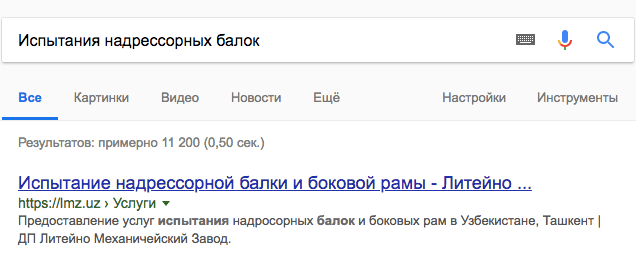 Испытания надрессорных балок
Все Картинки Видео Новости Ещё Настройки Инструменты
Результатов: примерно 11 200 (0,50 сек.)
Испытание надрессорной балки и боковой рамы - Литейно ...
https://lmz.uz › Услуги
Предоставление услуг испытания надросорных балок и боковых рам в Узбекистане, Ташкент |
ДП Литейно Механичейский Завод.